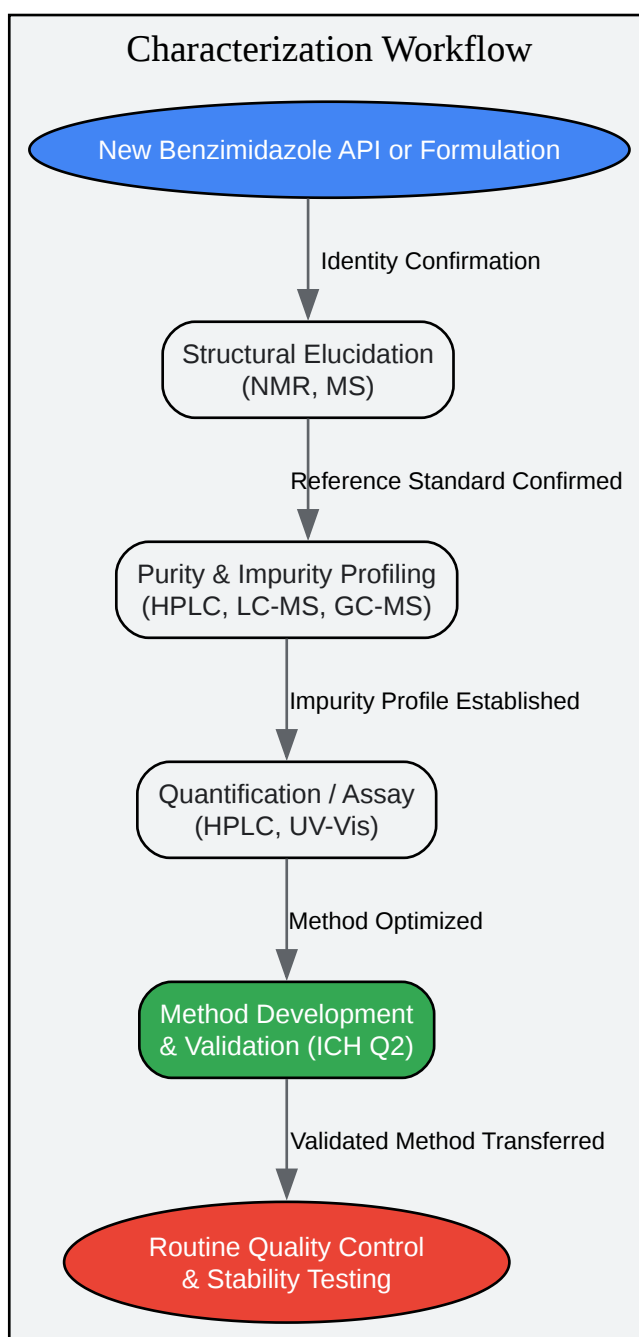 Characterization Workflow
New Benzimidazole API or Formulation
Identity Confirmation
Structural Elucidation
(NMR, MS)
Reference Standard Confirmed
Purity & Impurity Profiling
(HPLC, LC-MS, GC-MS)
Impurity Profile Established
Quantification / Assay
(HPLC, UV-Vis)
Method Optimized
Method Development
& Validation (ICH Q2)
Validated Method Transferred
Routine Quality Control
& Stability Testing